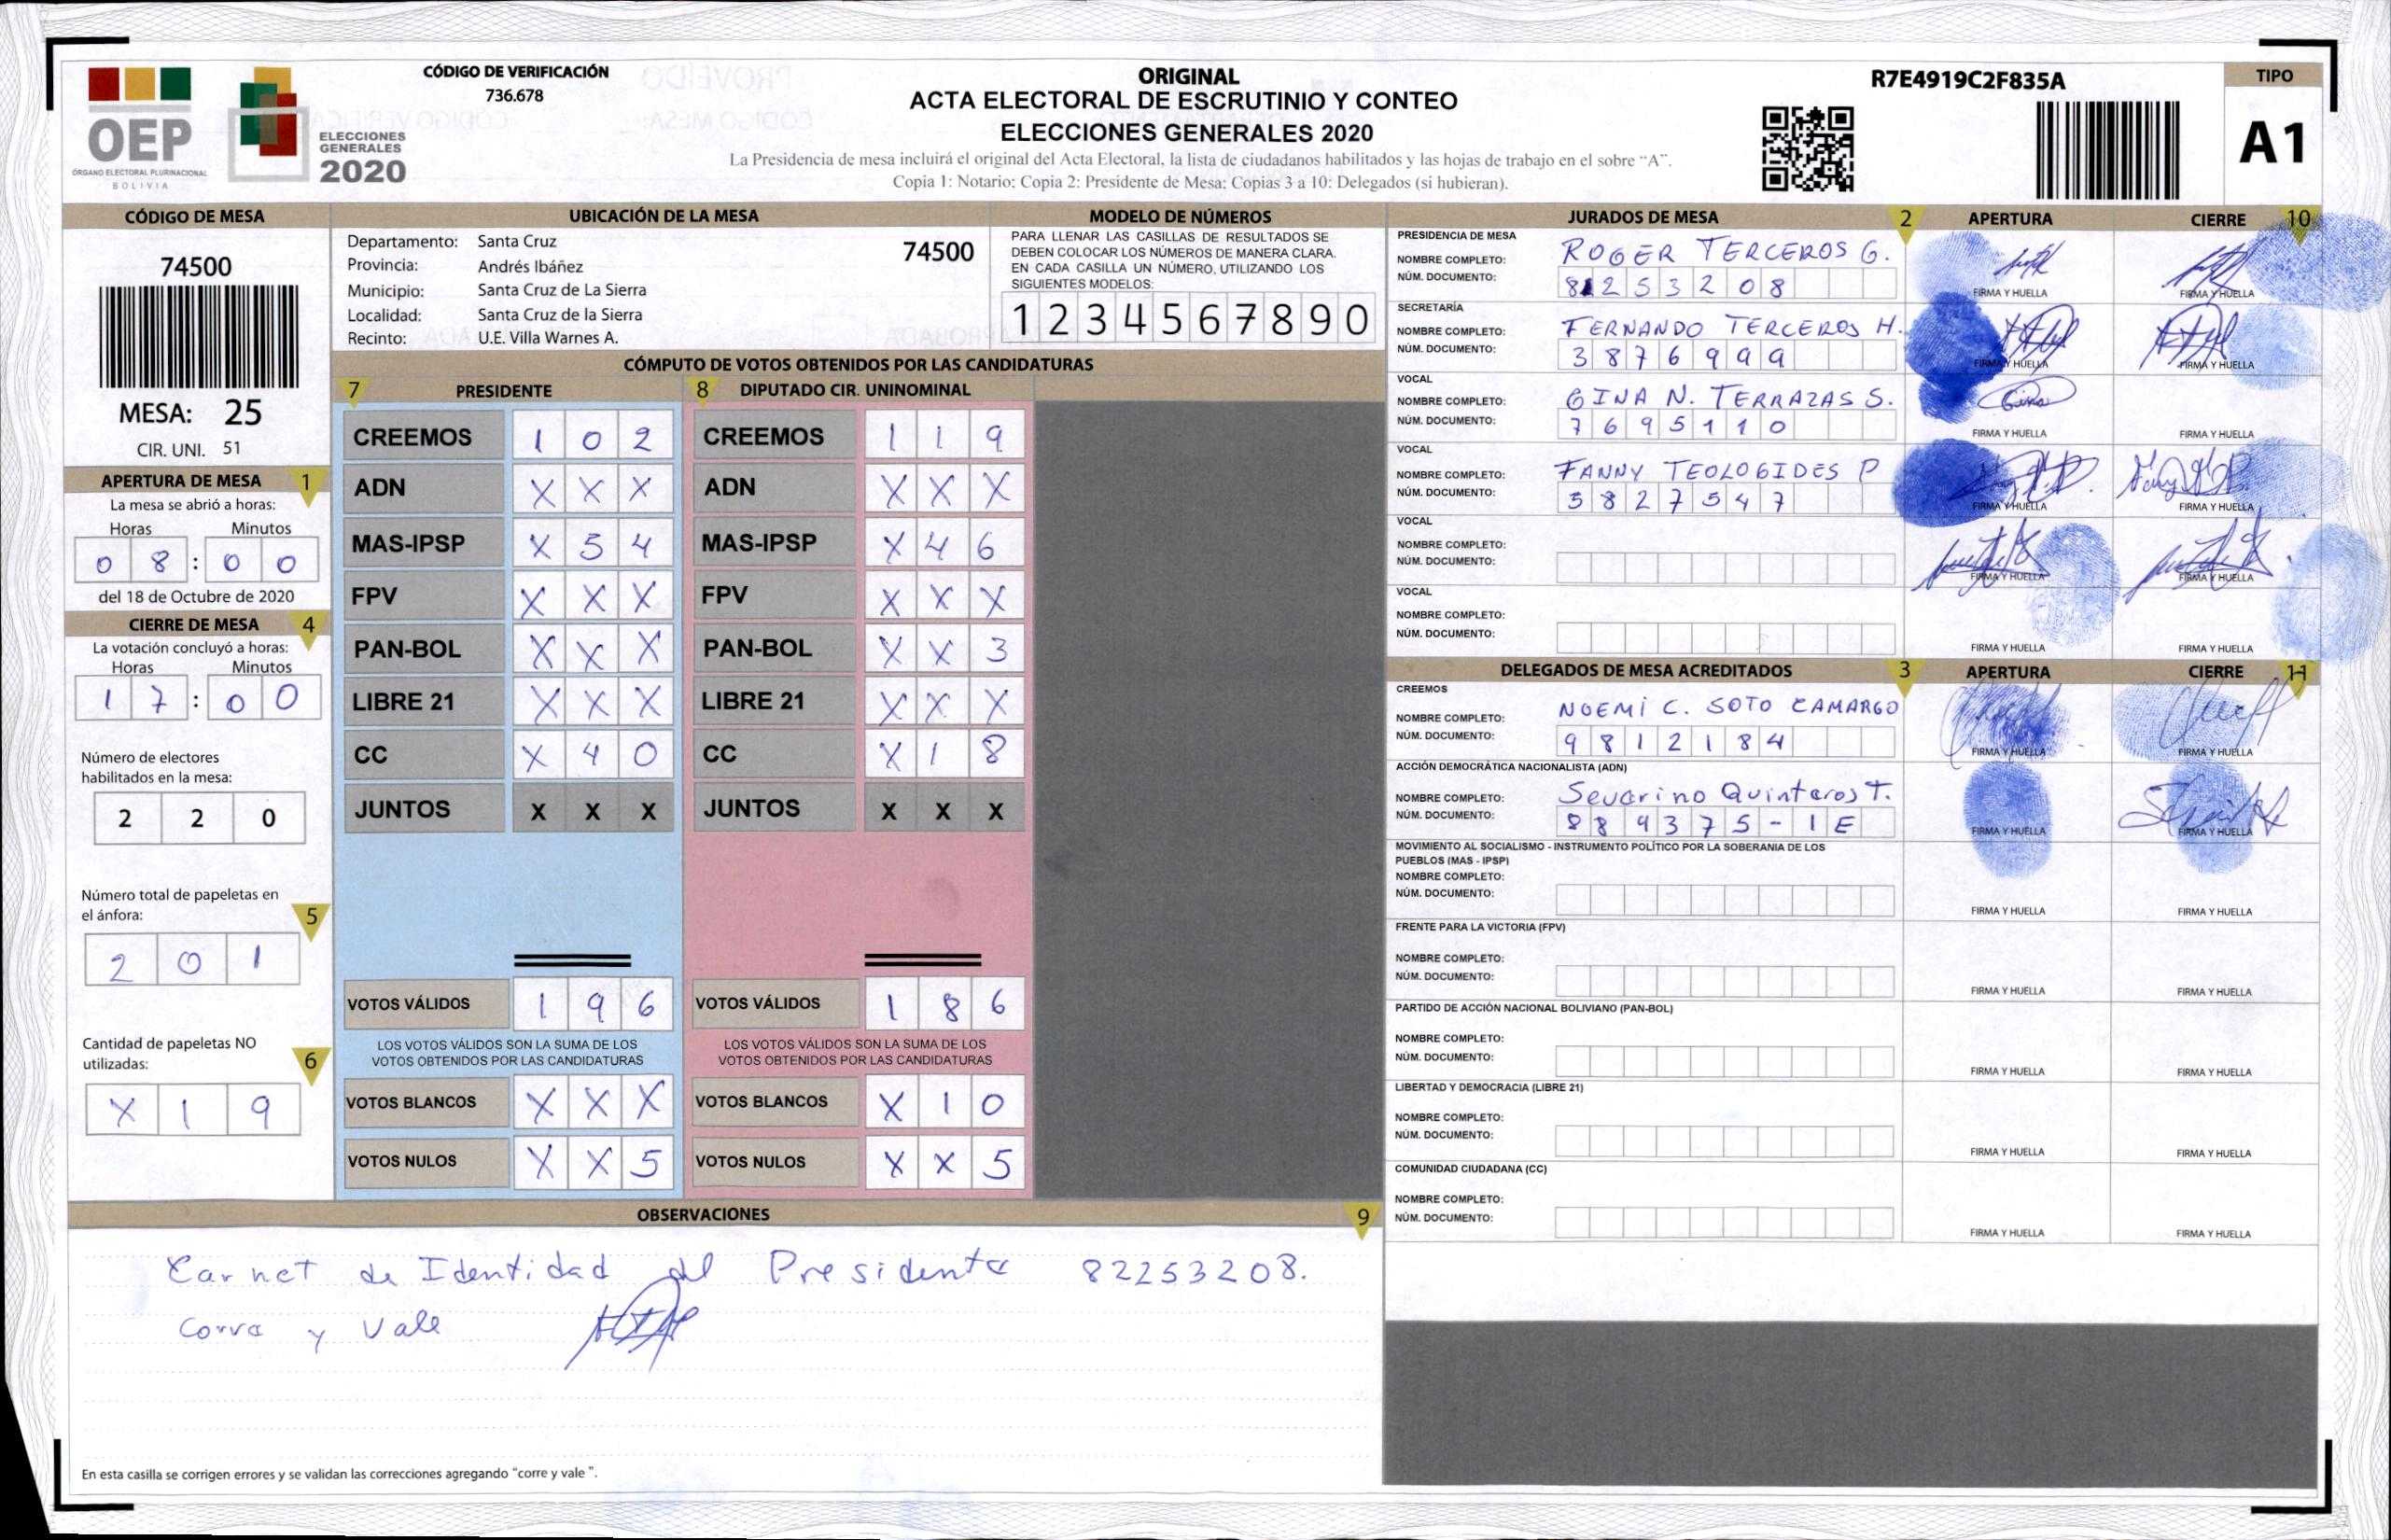 CÓDIGO DE VERIFICACIÓN
736.678
OEP
ÓRGANO ELECTORAL PLURINACIONAL
BOLIVIA
ELECCIONES
GENERALES
2020
ORIGINAL
ACTA ELECTORAL DE ESCRUTINIO Y CONTEO
ELECCIONES GENERALES 2020
La Presidencia de mesa incluirá el original del Acta Electoral, la lista de ciudadanos habilitados y las hojas de trabajo en el sobre "A".
Copia 1: Notario; Copia 2: Presidente de Mesa; Copias 3 a 10: Delegados (si hubieran).
R7E4919C2F835A
TIPO
A1
CÓDIGO DE MESA
74500
MESA: 25
CIR. UNI. 51
APERTURA DE MESA 1
La mesa se abrió a horas:
Horas Minutos
0 8 : 0 0
del 18 de Octubre de 2020
CIERRE DE MESA 4
La votación concluyó a horas:
Horas Minutos
1 7 : 0 0
Número de electores
habilitados en la mesa:
2 2 0
Número total de papeletas en
el ánfora: 5
2 0 1
Cantidad de papeletas NO
utilizadas: 6
X 1 9
UBICACIÓN DE LA MESA
Departamento: Santa Cruz 74500
Provincia: Andrés Ibáñez
Municipio: Santa Cruz de La Sierra
Localidad: Santa Cruz de la Sierra
Recinto: U.E. Villa Warnes A.
MODELO DE NÚMEROS
PARA LLENAR LAS CASILLAS DE RESULTADOS SE
DEBEN COLOCAR LOS NÚMEROS DE MANERA CLARA.
EN CADA CASILLA UN NÚMERO, UTILIZANDO LOS
SIGUIENTES MODELOS:
1 2 3 4 5 6 7 8 9 0
CÓMPUTO DE VOTOS OBTENIDOS POR LAS CANDIDATURAS
7 PRESIDENTE 8 DIPUTADO CIR. UNINOMINAL
CREEMOS 1 0 2 CREEMOS 1 1 9
ADN X X X ADN X X X
MAS-IPSP X 5 4 MAS-IPSP X 4 6
FPV X X X FPV X X X
PAN-BOL X X X PAN-BOL X X 3
LIBRE 21 X X X LIBRE 21 X X X
CC X 4 0 CC X 1 8
JUNTOS X X X JUNTOS X X X
VOTOS VÁLIDOS 1 9 6 VOTOS VÁLIDOS 1 8 6
LOS VOTOS VÁLIDOS SON LA SUMA DE LOS LOS VOTOS VÁLIDOS SON LA SUMA DE LOS
VOTOS OBTENIDOS POR LAS CANDIDATURAS VOTOS OBTENIDOS POR LAS CANDIDATURAS
VOTOS BLANCOS X X X VOTOS BLANCOS X 1 0
VOTOS NULOS X X 5 VOTOS NULOS X X 5
OBSERVACIONES 9
Carnet de Identidad del Presidente 82253208.
Corre y Vale
En esta casilla se corrigen errores y se validan las correcciones agregando "corre y vale ".
JURADOS DE MESA 2 APERTURA CIERRE 10
PRESIDENCIA DE MESA
NOMBRE COMPLETO: ROGER TERCEROS G.
NÚM. DOCUMENTO: 8 2 5 3 2 0 8
FIRMA Y HUELLA FIRMA Y HUELLA
SECRETARÍA
NOMBRE COMPLETO: FERNANDO TERCEROS H.
NÚM. DOCUMENTO: 3 8 7 6 9 9 9
FIRMA Y HUELLA FIRMA Y HUELLA
VOCAL
NOMBRE COMPLETO: GINA N. TERRAZAS S.
NÚM. DOCUMENTO: 7 6 9 5 1 1 0
FIRMA Y HUELLA FIRMA Y HUELLA
VOCAL
NOMBRE COMPLETO: FANNY TEOLOGIDES P
NÚM. DOCUMENTO: 5 8 2 7 5 4 7
FIRMA Y HUELLA FIRMA Y HUELLA
VOCAL
NOMBRE COMPLETO:
NÚM. DOCUMENTO:
FIRMA Y HUELLA FIRMA Y HUELLA
VOCAL
NOMBRE COMPLETO:
NÚM. DOCUMENTO:
FIRMA Y HUELLA FIRMA Y HUELLA
DELEGADOS DE MESA ACREDITADOS 3 APERTURA CIERRE 11
CREEMOS
NOMBRE COMPLETO: NOEMI C. SOTO CAMARGO
NÚM. DOCUMENTO: 9 8 1 2 1 8 4
FIRMA Y HUELLA FIRMA Y HUELLA
ACCIÓN DEMOCRÁTICA NACIONALISTA (ADN)
NOMBRE COMPLETO: Severino Quinteros T.
NÚM. DOCUMENTO: 8 8 9 3 7 5 - 1 E
FIRMA Y HUELLA FIRMA Y HUELLA
MOVIMIENTO AL SOCIALISMO - INSTRUMENTO POLÍTICO POR LA SOBERANIA DE LOS
PUEBLOS (MAS - IPSP)
NOMBRE COMPLETO:
NÚM. DOCUMENTO:
FIRMA Y HUELLA FIRMA Y HUELLA
FRENTE PARA LA VICTORIA (FPV)
NOMBRE COMPLETO:
NÚM. DOCUMENTO:
FIRMA Y HUELLA FIRMA Y HUELLA
PARTIDO DE ACCIÓN NACIONAL BOLIVIANO (PAN-BOL)
NOMBRE COMPLETO:
NÚM. DOCUMENTO:
FIRMA Y HUELLA FIRMA Y HUELLA
LIBERTAD Y DEMOCRACIA (LIBRE 21)
NOMBRE COMPLETO:
NÚM. DOCUMENTO:
FIRMA Y HUELLA FIRMA Y HUELLA
COMUNIDAD CIUDADANA (CC)
NOMBRE COMPLETO:
NÚM. DOCUMENTO:
FIRMA Y HUELLA FIRMA Y HUELLA